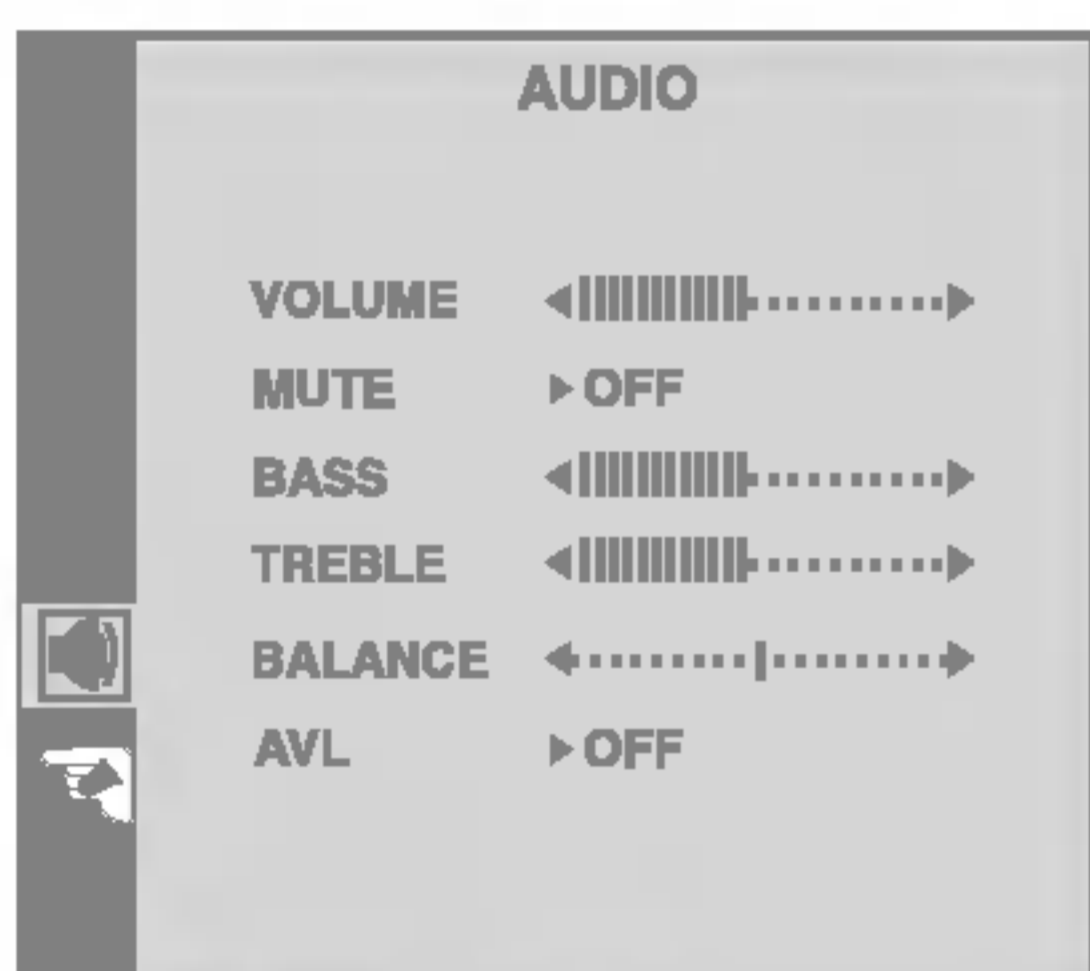 AUDIO
VOLUME
MUTE OFF
BASS
TREBLE
BALANCE
AVL OFF